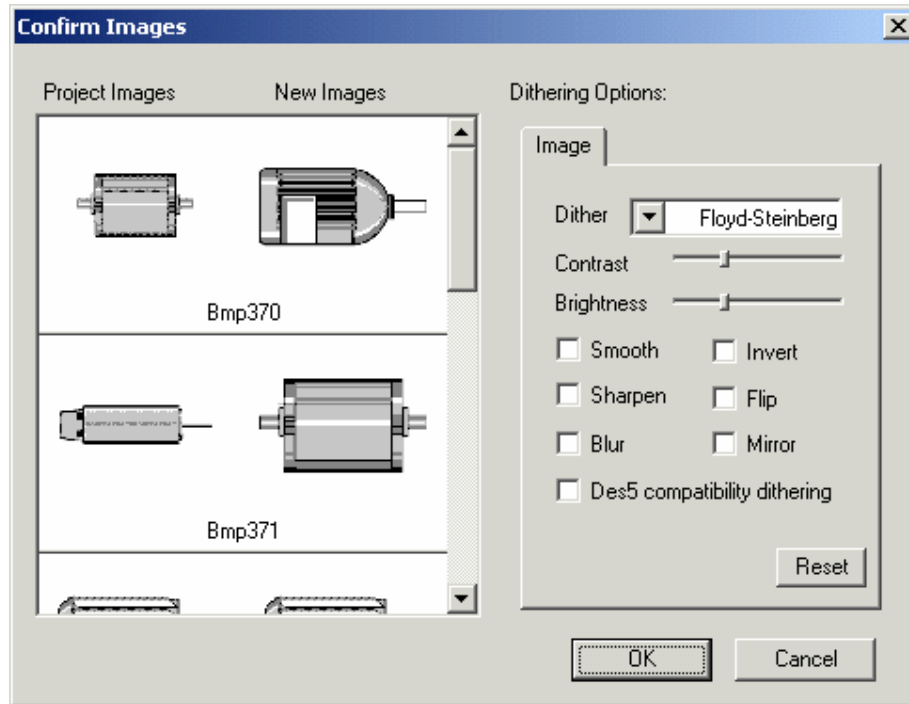 Confirm Images
Project Images New Images
Bmp370
Bmp371
Dithering Options:
Image
Dither Floyd-Steinberg
Contrast
Brightness
Smooth Invert
Sharpen Flip
Blur Mirror
Des5 compatibility dithering
Reset
OK Cancel